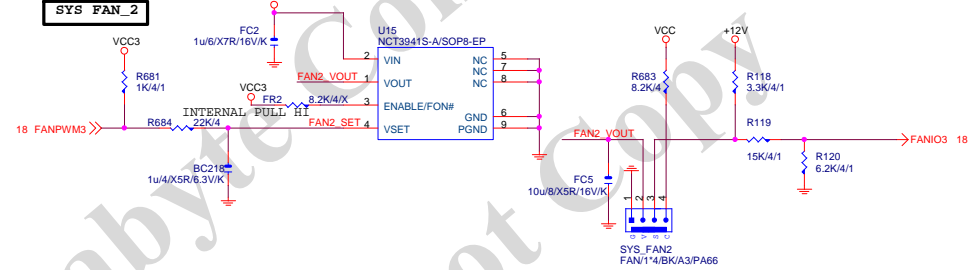 SYS FAN_2
VCC3
R681
1K/4/1
18 FANPWM3
R684
22K/4
INTERNAL PULL HI
BC218
1u/4/X5R/6.3V/K
FC2
1u/6/X7R/16V/K
VCC3
FR2
8.2K/4/X
FAN2_VOUT
FAN2_SET
U15
NCT3941S-A/SOP8-EP
2
1
3
4
VIN
VOUT
ENABLE/FON#
VSET
NC
NC
NC
GND
PGND
5
7
8
6
9
FAN2_VOUT
FC5
10u/8/X5R/16V/K
VCC
R683
8.2K/4
+12V
R118
3.3K/4/1
R119
15K/4/1
R120
6.2K/4/1
FANIO3 18
1 2 3 4
G V S C
SYS_FAN2
FAN/1*4/BK/A3/PA66
abyte C
ot Copy